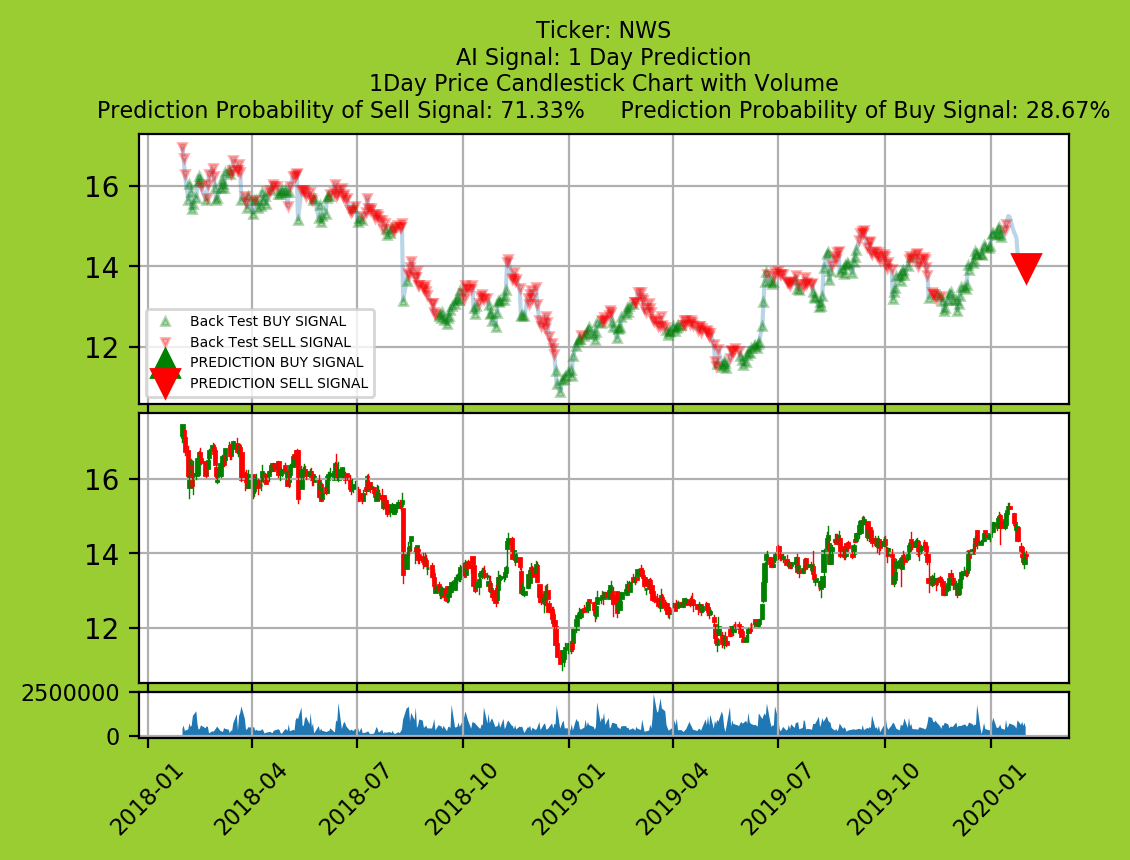 Ticker: NWS
AI Signal: 1 Day Prediction
1Day Price Candlestick Chart with Volume
Prediction Probability of Sell Signal: 71.33% Prediction Probability of Buy Signal: 28.67%
16
14
12
Back Test BUY SIGNAL
Back Test SELL SIGNAL
PREDICTION BUY SIGNAL
PREDICTION SELL SIGNAL
16
14
12
2500000
0
2018-01 2018-04 2018-07 2018-10 2019-01 2019-04 2019-07 2019-10 2020-01